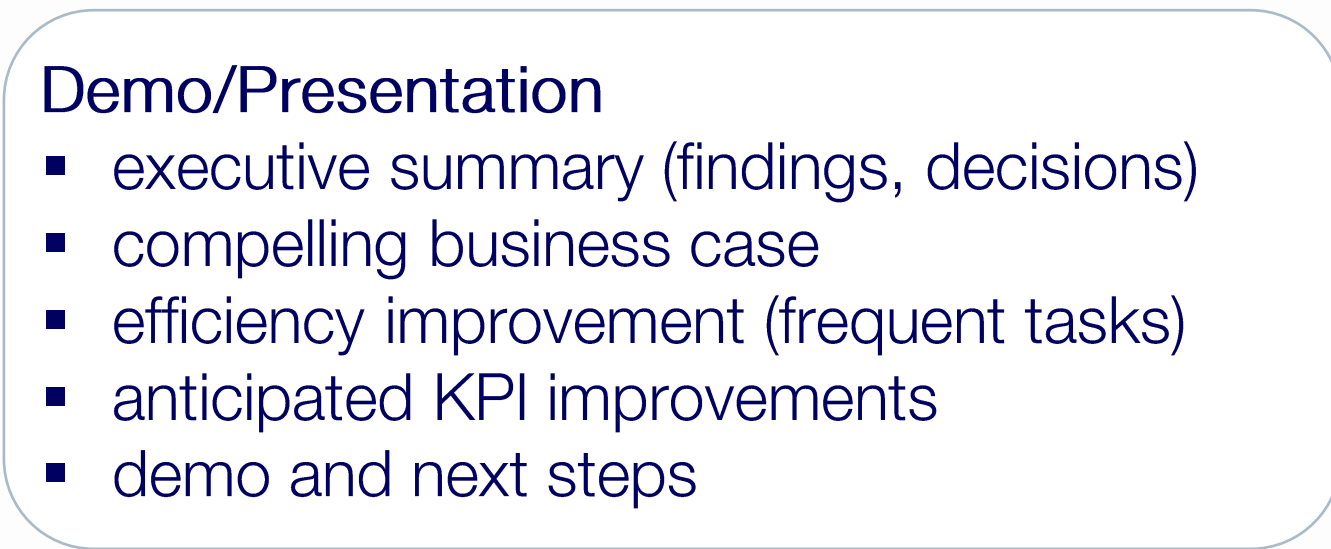 Demo/Presentation
▪ executive summary (findings, decisions)
▪ compelling business case
▪ efficiency improvement (frequent tasks)
▪ anticipated KPI improvements
▪ demo and next steps